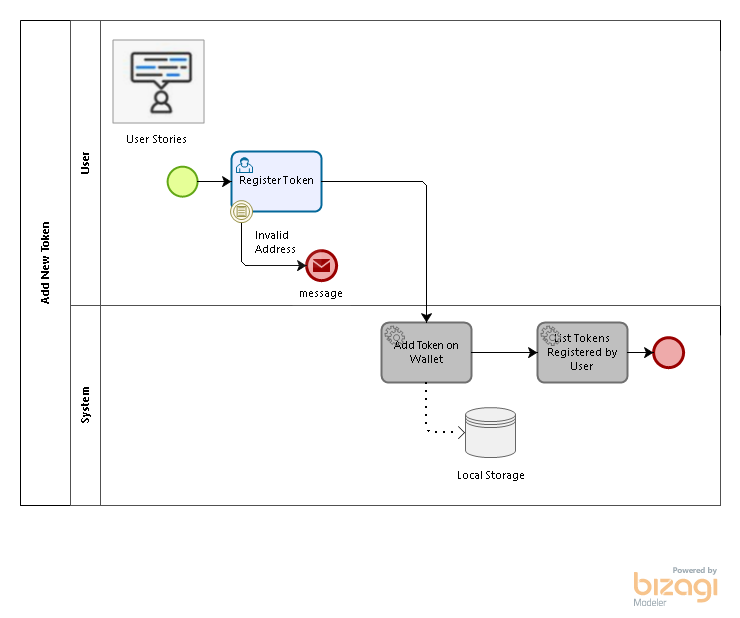 Add New Token
User
User Stories
Register Token
Invalid
Address
message
System
Add Token on
Wallet
List Tokens
Registered by
User
Local Storage
Powered by
bizagi
Modeler